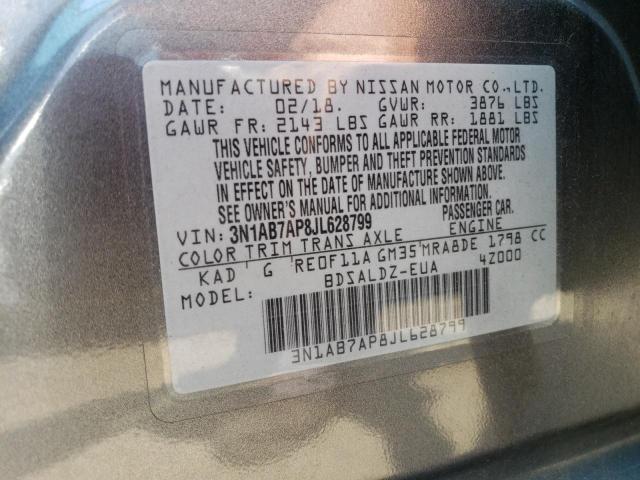 MANUFACTURED BY NISSAN MOTOR CO.,LTD.
DATE: 02/18. GVWR: 3876 LBS
GAWR FR: 2143 LBS GAWR RR: 1881 LBS
THIS VEHICLE CONFORMS TO ALL APPLICABLE FEDERAL MOTOR
VEHICLE SAFETY, BUMPER AND THEFT PREVENTION STANDARDS
IN EFFECT ON THE DATE OF MANUFACTURE SHOWN ABOVE.
SEE OWNER'S MANUAL FOR ADDITIONAL INFORMATION.
VIN: 3N1AB7AP8JL628799 PASSENGER CAR.
COLOR TRIM TRANS AXLE ENGINE
KAD G RE0F11A GM35 MRA8DE 1798 CC
MODEL: BDSALDZ-EUA 42000
3N1AB7AP8JL628799